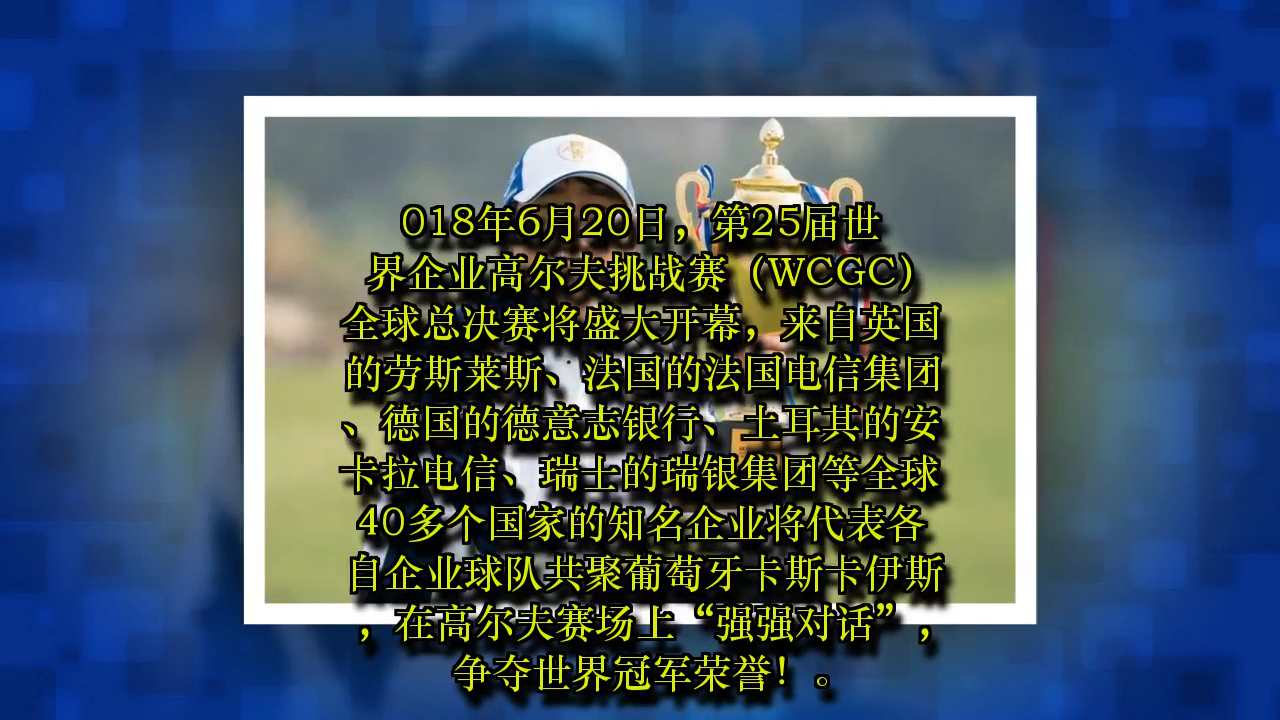 018年6月20日，第25届世
界企业高尔夫挑战赛（WCGC）
全球总决赛将盛大开幕，来自英国
的劳斯莱斯、法国的法国电信集团
、德国的德意志银行、土耳其的安
卡拉电信、瑞士的瑞银集团等全球
40多个国家的知名企业将代表各
自企业球队共聚葡萄牙卡斯卡伊斯
，在高尔夫赛场上“强强对话”，
争夺世界冠军荣誉！。